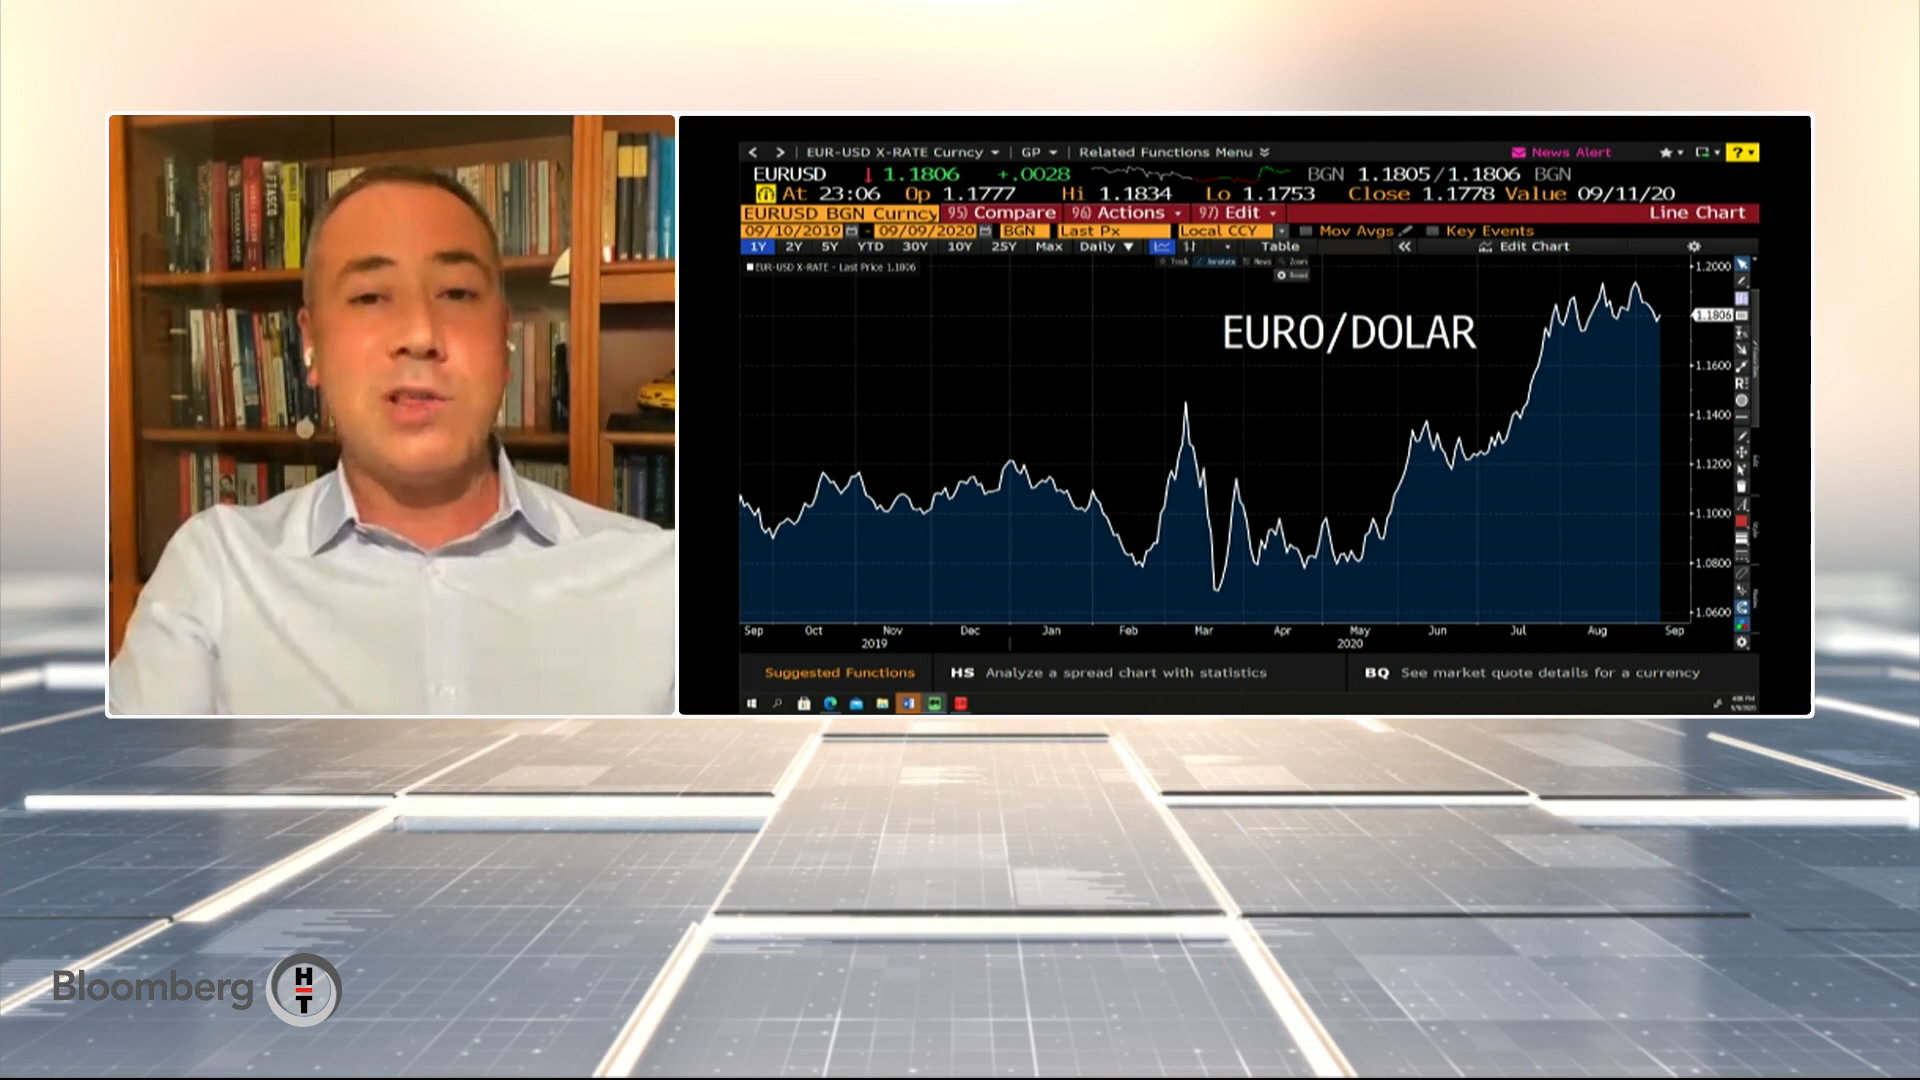 EUR-USD X-RATE Curncy GP Related Functions Menu News Alert ?
EURUSD 1.1806 +.0028 BGN 1.1805/1.1806 BGN
At 23:06 Op 1.1777 Hi 1.1834 Lo 1.1753 Close 1.1778 Value 09/11/20
EURUSD BGN Curncy 95) Compare 96) Actions 97) Edit Line Chart
09/10/2019 - 09/09/2020 BGN Last Px Local CCY Mov Avgs Key Events
1Y 2Y 5Y YTD 30Y 10Y 25Y Max Daily Table Edit Chart
Track Annotate News Zoom
EUR-USD X-RATE - Last Price 1.1806
Reset
EURO/DOLAR
1.2000
1.1806
1.1600
1.1400
1.1200
1.1000
1.0800
1.0600
Sep Oct Nov Dec Jan Feb Mar Apr May Jun Jul Aug Sep
2019 2020
Suggested Functions HS Analyze a spread chart with statistics BQ See market quote details for a currency
FIASCO
Bloomberg HT